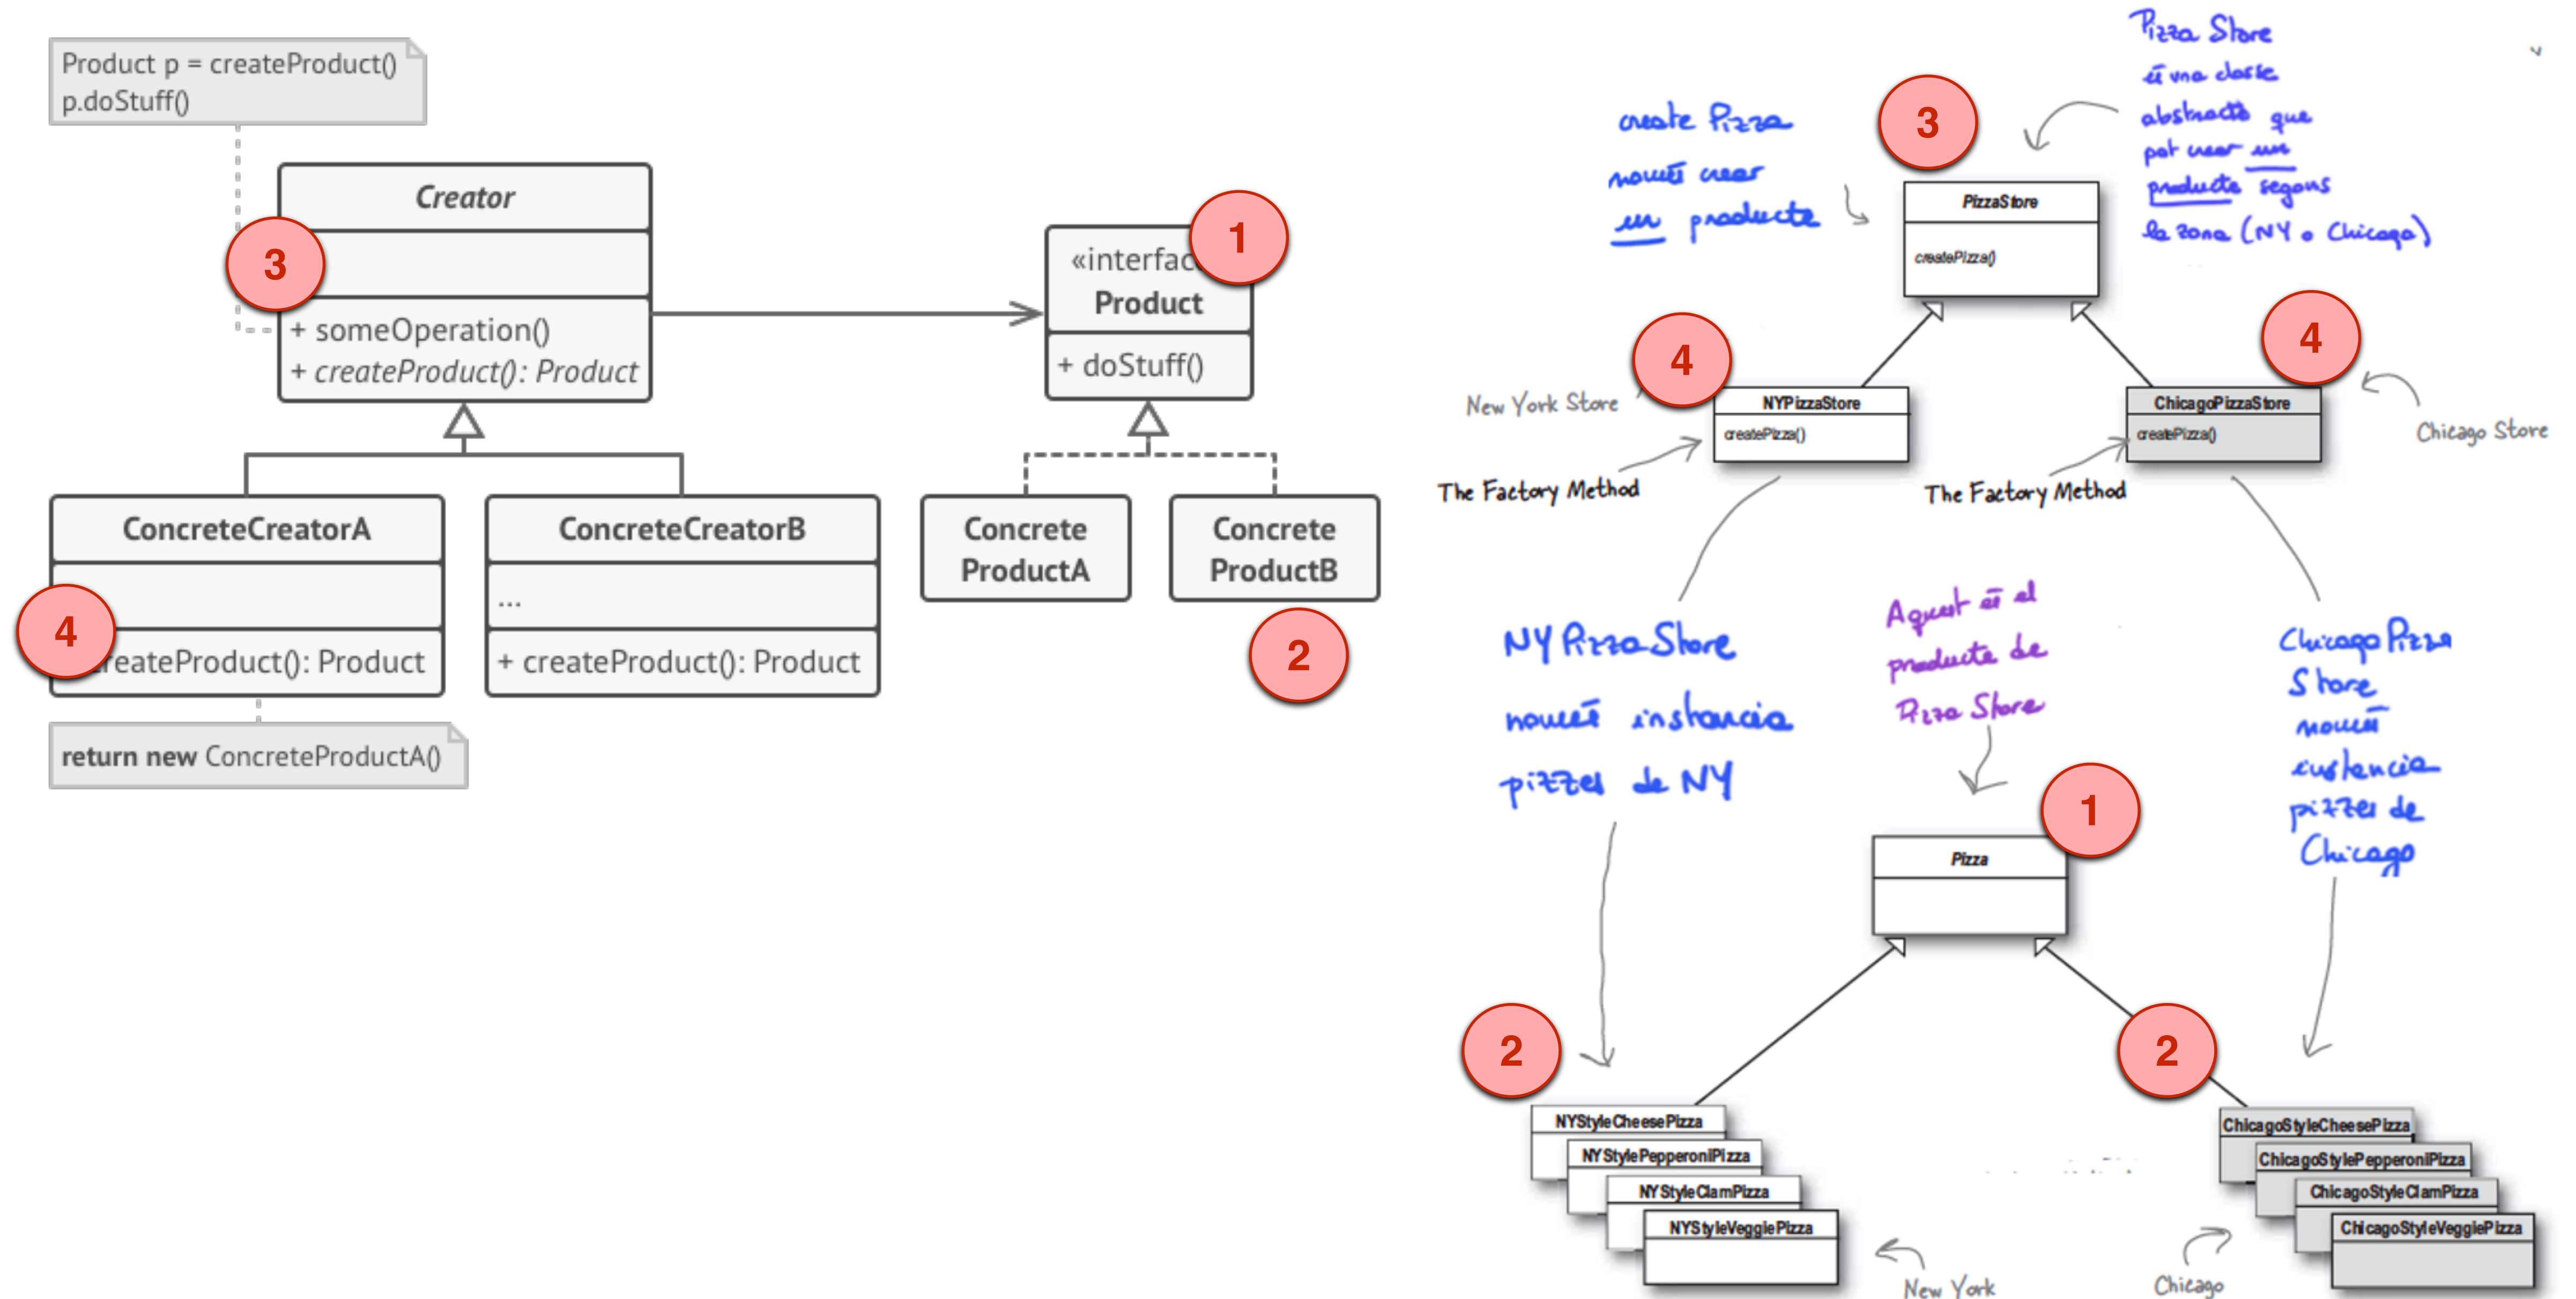 Product p = createProduct()
p.doStuff()
Creator
3
+ someOperation()
+ createProduct(): Product
1
«interfac
Product
+ doStuff()
ConcreteCreatorA
4
createProduct(): Product
return new ConcreteProductA()
ConcreteCreatorB
...
+ createProduct(): Product
Concrete
ProductA
Concrete
ProductB
2
create Pizza
només crear
un producte
3
Pizza Store
és una classe
abstracte que
pot crear un
producte segons
la zona (NY o Chicago)
PizzaStore
createPizza()
4
New York Store
NYPizzaStore
createPizza()
The Factory Method
4
ChicagoPizzaStore
createPizza()
Chicago Store
The Factory Method
NY Pizza Store
només instancia
pizzes de NY
Aquest és el
producte de
Pizza Store
Chicago Pizza
Store
només
instancia
pizzes de
Chicago
1
Pizza
2
NYStyleCheesePizza
NYStylePepperoniPizza
NYStyleClamPizza
NYStyleVeggiePizza
New York
2
ChicagoStyleCheesePizza
ChicagoStylePepperoniPizza
ChicagoStyleClamPizza
ChicagoStyleVeggiePizza
Chicago